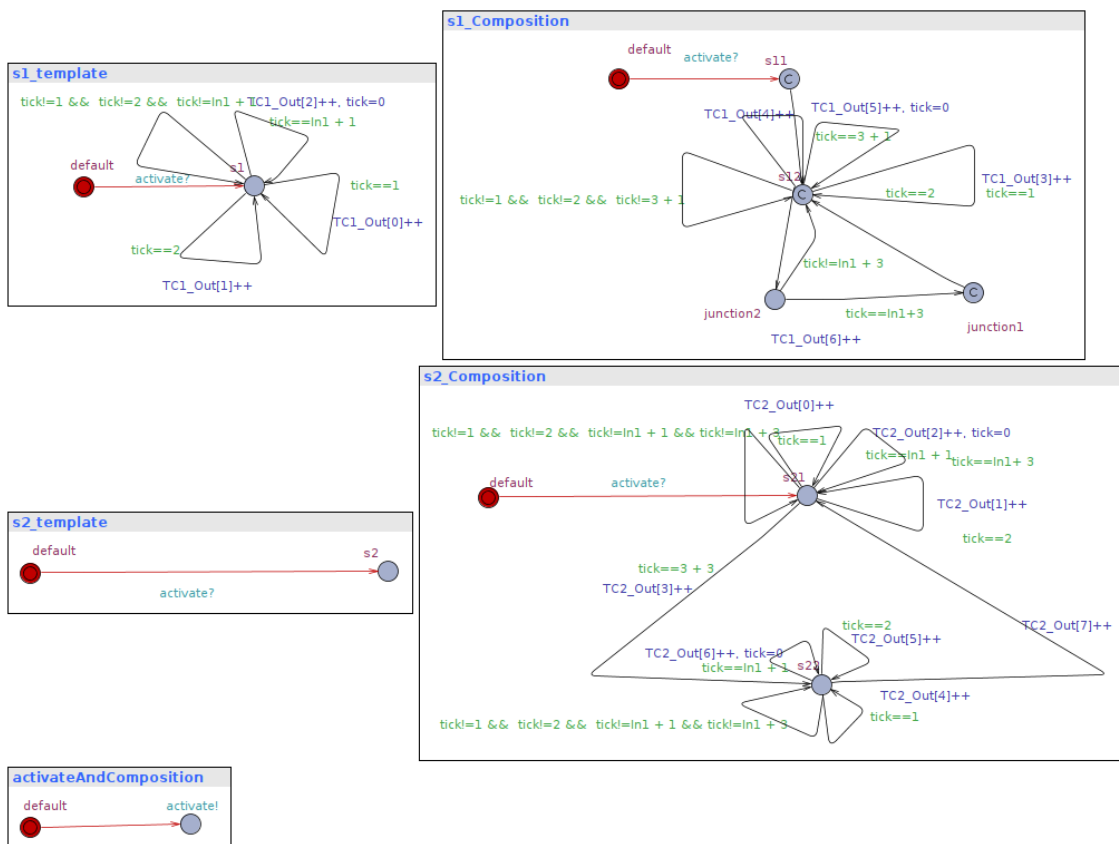 s1_template
tick!=1 && tick!=2 && tick!=In1 + 1
TC1_Out[2]++, tick=0
tick==In1 + 1
default
s1
activate?
tick==1
TC1_Out[0]++
tick==2
TC1_Out[1]++
s1_Composition
default
activate?
s11
TC1_Out[4]++
TC1_Out[5]++, tick=0
tick==3 + 1
s12
TC1_Out[3]++
tick!=1 && tick!=2 && tick!=3 + 1
tick==2
tick==1
tick!=In1 + 3
junction2
tick==In1+3
junction1
TC1_Out[6]++
s2_Composition
TC2_Out[0]++
tick!=1 && tick!=2 && tick!=In1 + 1 && tick!=In1 + 3
tick==1
TC2_Out[2]++, tick=0
tick==In1 + 1
tick==In1+ 3
default
activate?
s21
TC2_Out[1]++
tick==2
tick==3 + 3
TC2_Out[3]++
tick==2
TC2_Out[7]++
TC2_Out[6]++, tick=0
TC2_Out[5]++
tick==In1 + 1
s22
TC2_Out[4]++
tick!=1 && tick!=2 && tick!=In1 + 1 && tick!=In1 + 3
tick==1
s2_template
default
s2
activate?
activateAndComposition
default
activate!